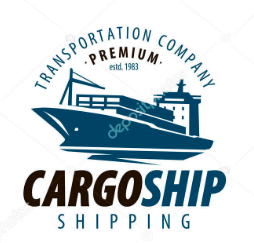 TRANSPORTATION COMPANY
· PREMIUM ·
estd. 1983
CARGOSHIP
SHIPPING